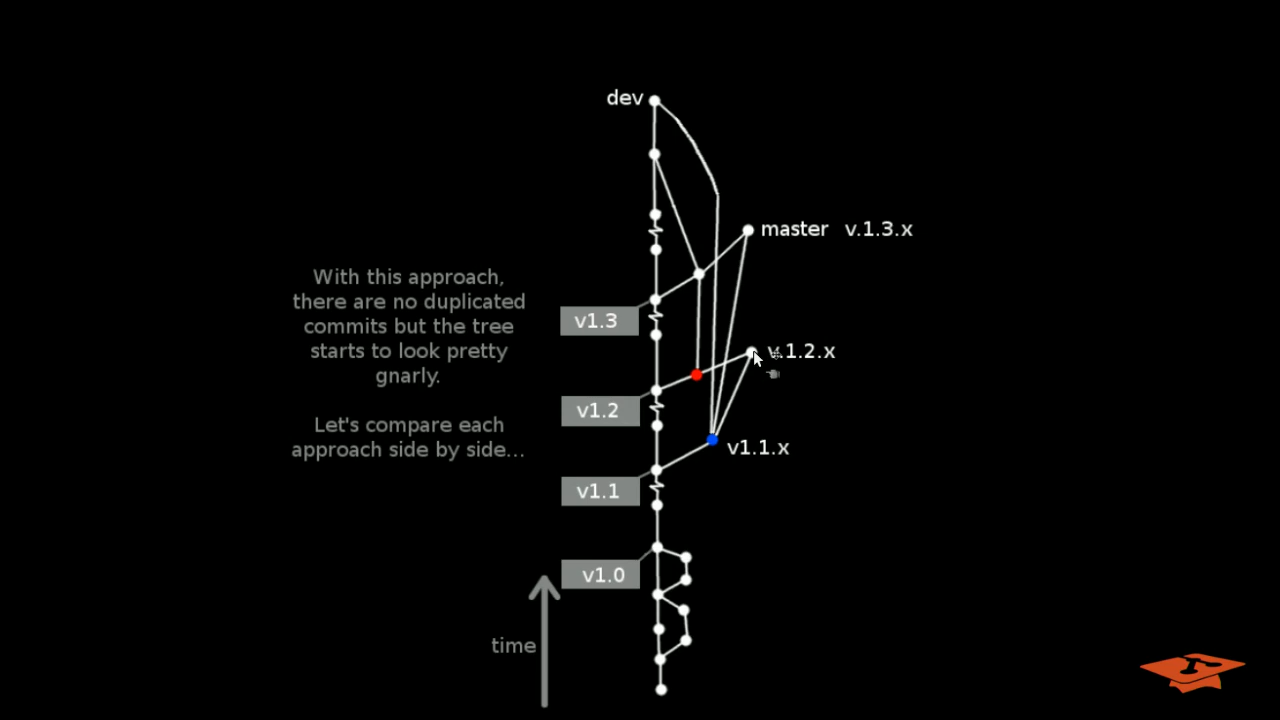 dev
master v.1.3.x
With this approach,
there are no duplicated
commits but the tree
starts to look pretty
gnarly.
Let's compare each
approach side by side...
v1.3
v.1.2.x
v1.2
v1.1.x
v1.1
v1.0
time